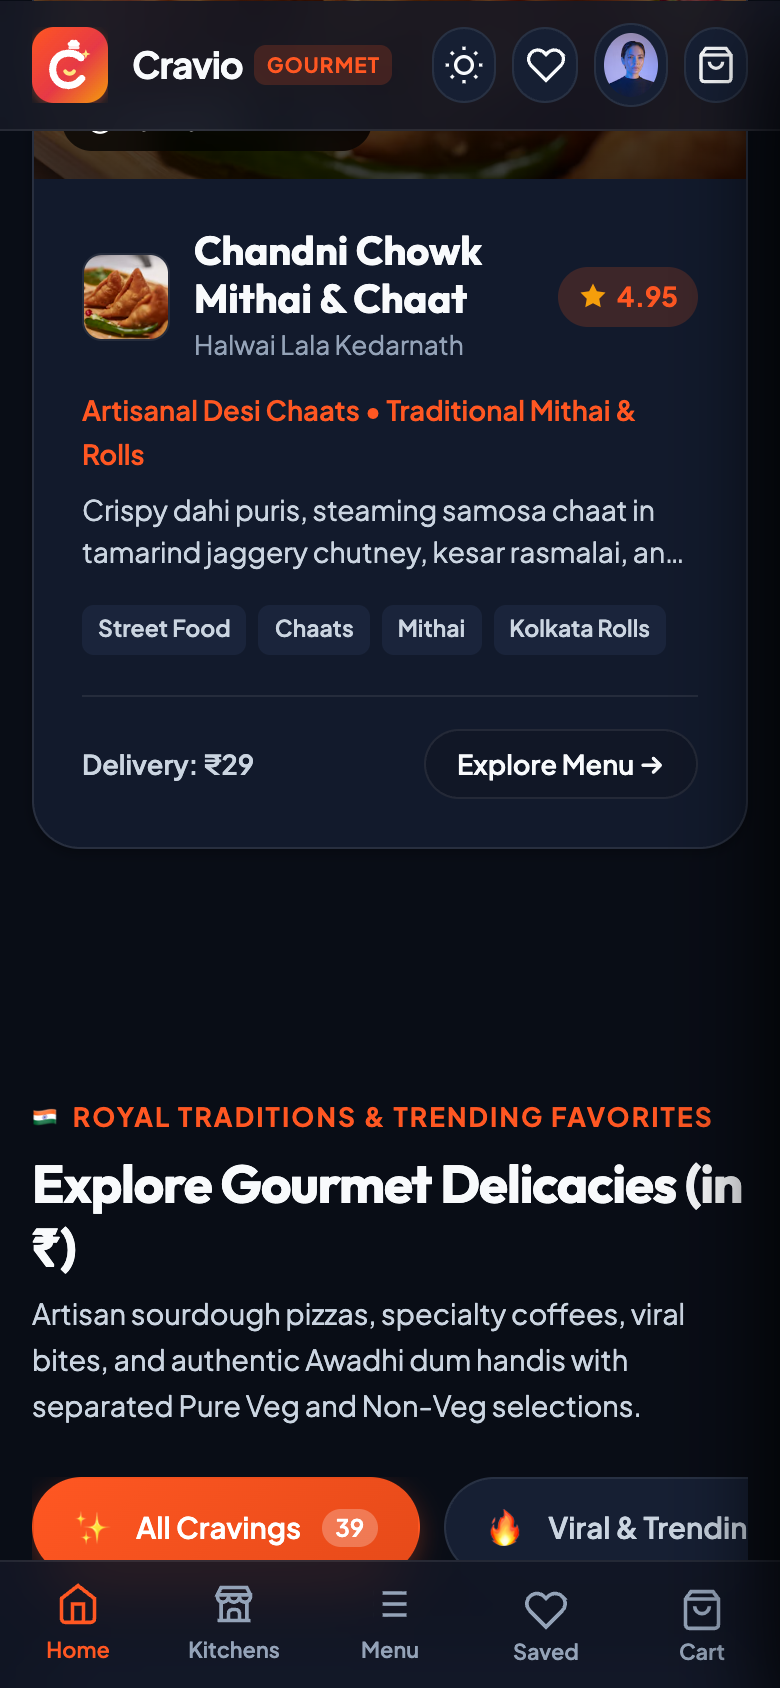 Cravio GOURMET
Chandni Chowk
Mithai & Chaat
4.95
Halwai Lala Kedarnath
Artisanal Desi Chaats • Traditional Mithai &
Rolls
Crispy dahi puris, steaming samosa chaat in
tamarind jaggery chutney, kesar rasmalai, an...
Street Food Chaats Mithai Kolkata Rolls
Delivery: ₹29 Explore Menu →
ROYAL TRADITIONS & TRENDING FAVORITES
Explore Gourmet Delicacies (in
₹)
Artisan sourdough pizzas, specialty coffees, viral
bites, and authentic Awadhi dum handis with
separated Pure Veg and Non-Veg selections.
All Cravings 39 Viral & Trendin
Home Kitchens Menu Saved Cart